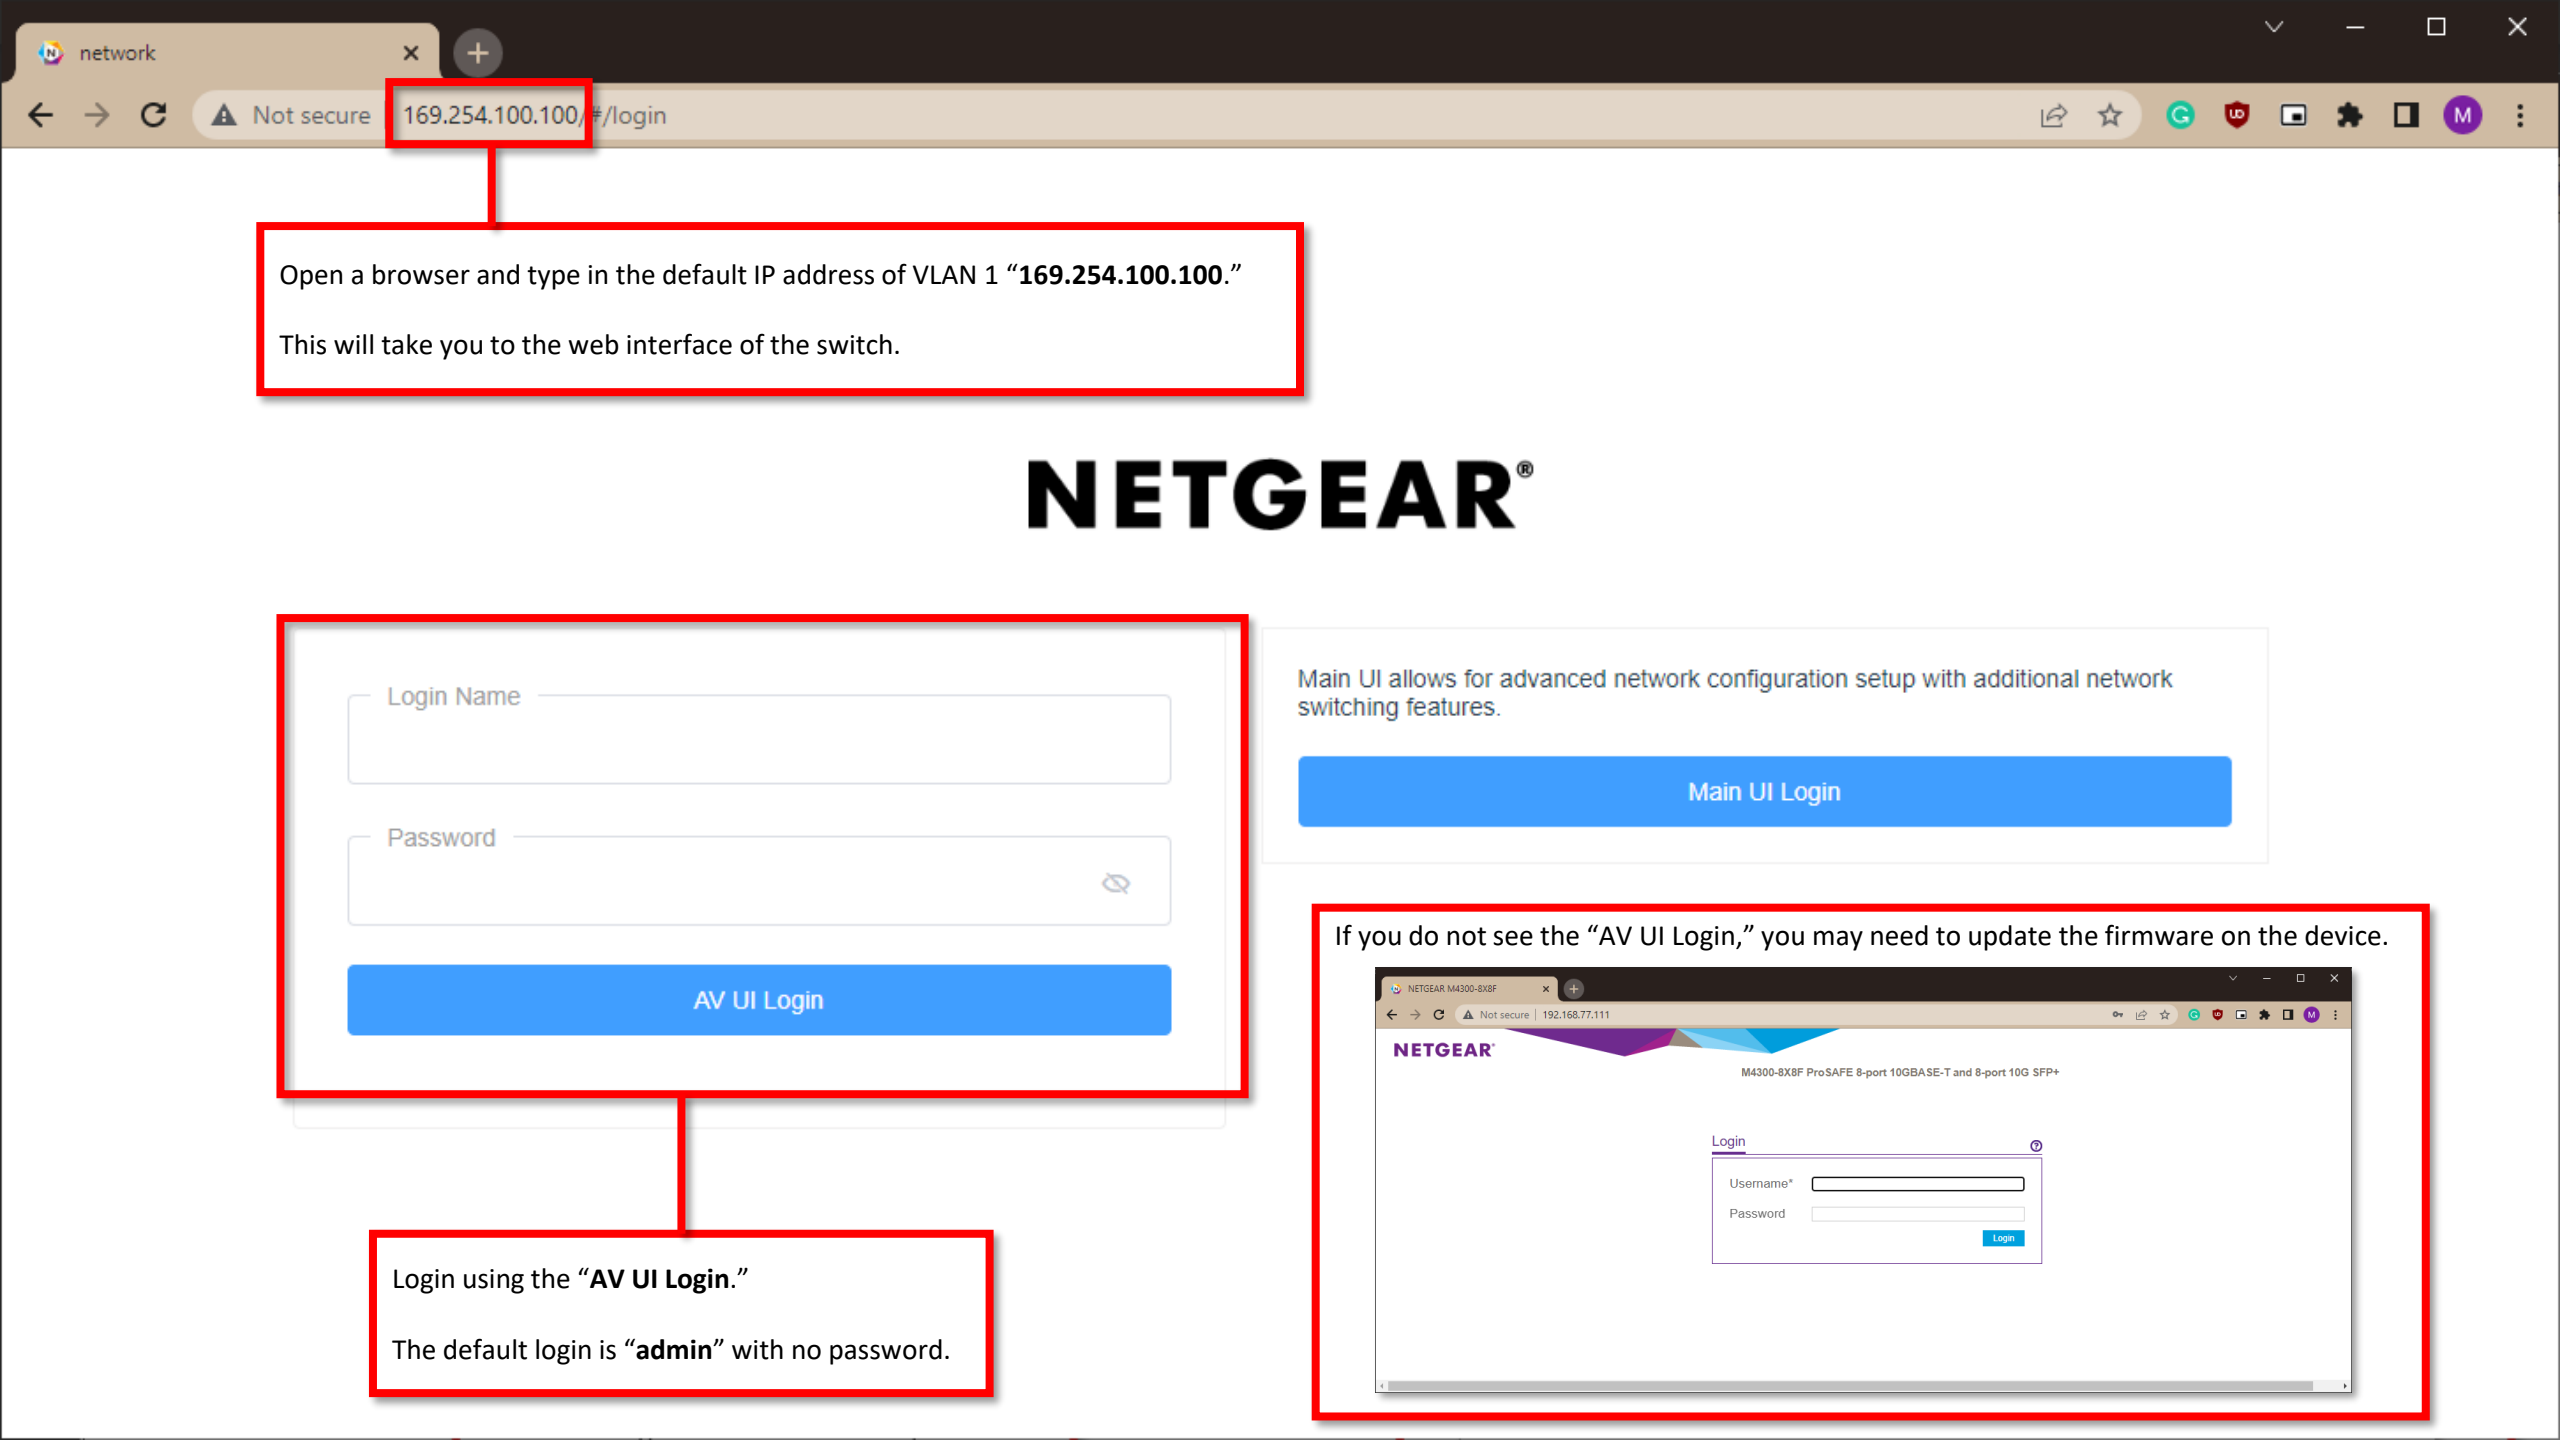 network
Not secure
169.254.100.100/#/login
M
Open a browser and type in the default IP address of VLAN 1 “169.254.100.100.”
This will take you to the web interface of the switch.
NETGEAR®
Login Name
Password
AV UI Login
Main UI allows for advanced network configuration setup with additional network
switching features.
Main UI Login
Login using the “AV UI Login.”
The default login is “admin” with no password.
If you do not see the “AV UI Login,” you may need to update the firmware on the device.
NETGEAR M4300-8X8F
Not secure
192.168.77.111
M
NETGEAR®
M4300-8X8F ProSAFE 8-port 10GBASE-T and 8-port 10G SFP+
Login
Username*
Password
Login